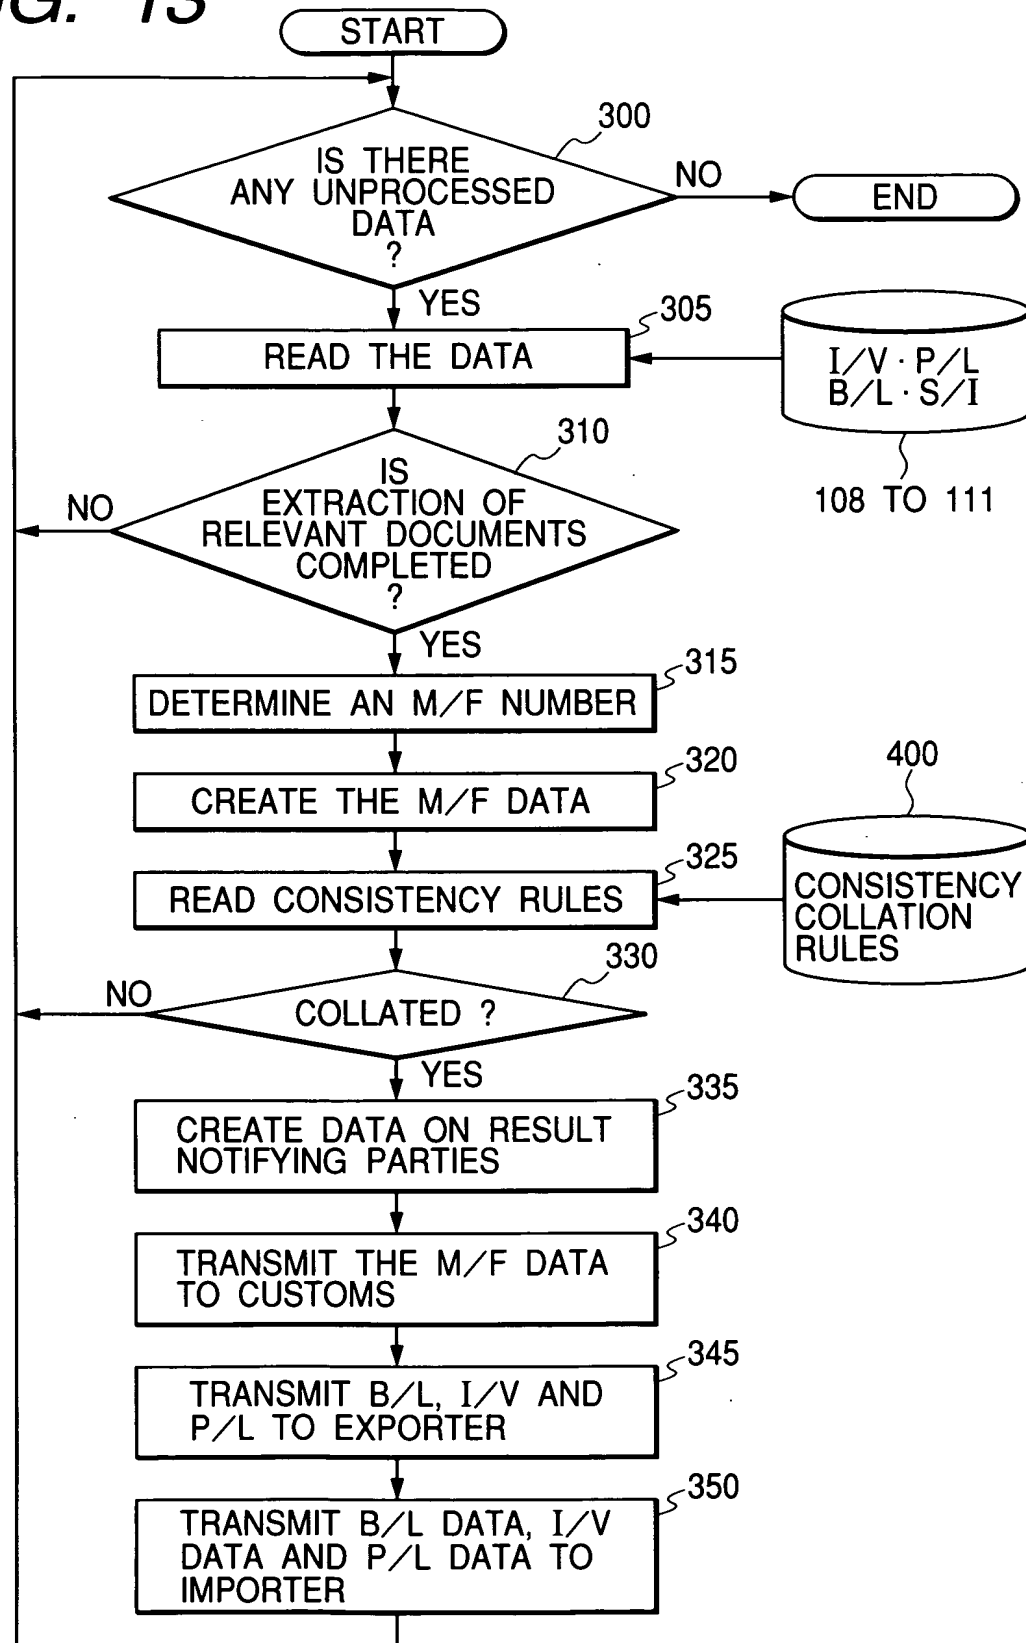 FIG. 13
START
300
IS THERE
ANY UNPROCESSED
DATA
?
NO
END
YES
305
READ THE DATA
I/V · P/L
B/L · S/I
108 TO 111
310
IS
EXTRACTION OF
RELEVANT DOCUMENTS
COMPLETED
?
NO
YES
315
DETERMINE AN M/F NUMBER
320
CREATE THE M/F DATA
400
325
READ CONSISTENCY RULES
CONSISTENCY
COLLATION
RULES
330
NO
COLLATED ?
YES
335
CREATE DATA ON RESULT
NOTIFYING PARTIES
340
TRANSMIT THE M/F DATA
TO CUSTOMS
345
TRANSMIT B/L, I/V AND
P/L TO EXPORTER
350
TRANSMIT B/L DATA, I/V
DATA AND P/L DATA TO
IMPORTER